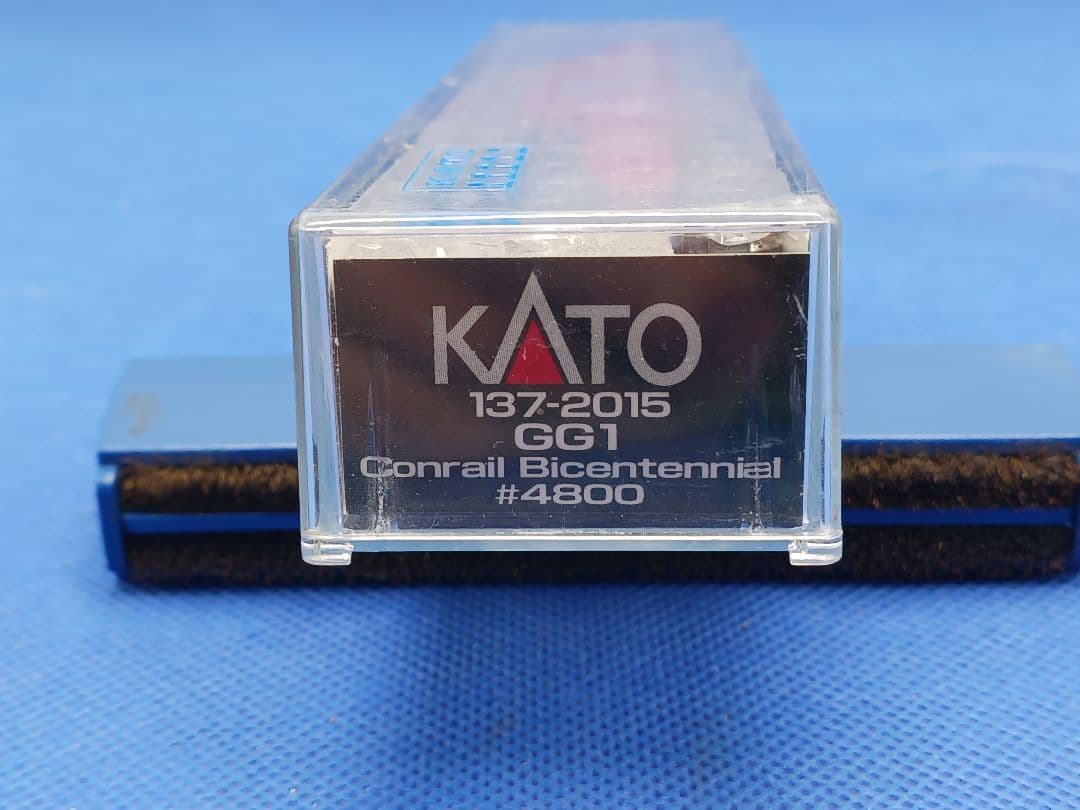 KATO
137-2015
GG1
Conrail Bicentennial
#4800